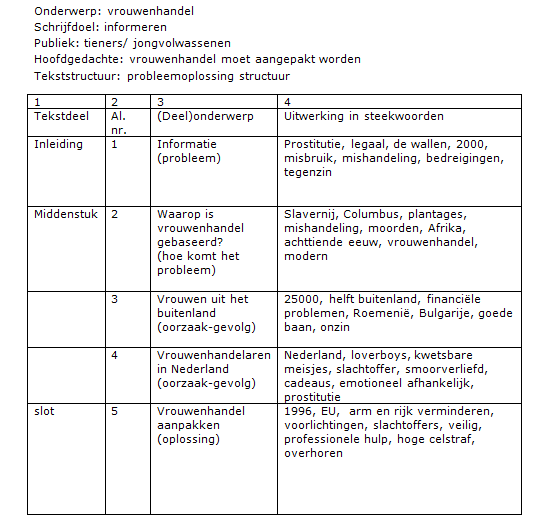 Onderwerp: vrouwenhandel
Schrijfdoel: informeren
Publiek: tieners/ jongvolwassenen
Hoofdgedachte: vrouwenhandel moet aangepakt worden
Tekststructuur: probleemoplossing structuur
1 2 3 4
Tekstdeel Al. (Deel)onderwerp Uitwerking in steekwoorden
nr.
Inleiding 1 Informatie Prostitutie, legaal, de wallen, 2000,
(probleem) misbruik, mishandeling, bedreigingen,
tegenzin
Middenstuk 2 Waarop is Slavernij, Columbus, plantages,
vrouwenhandel mishandeling, moorden, Afrika,
gebaseerd? achttiende eeuw, vrouwenhandel,
(hoe komt het modern
probleem)
3 Vrouwen uit het 25000, helft buitenland, financiële
buitenland problemen, Roemenië, Bulgarije, goede
(oorzaak-gevolg) baan, onzin
4 Vrouwenhandelaren Nederland, loverboys, kwetsbare
in Nederland meisjes, slachtoffer, smoorverliefd,
(oorzaak-gevolg) cadeaus, emotioneel afhankelijk,
prostitutie
slot 5 Vrouwenhandel 1996, EU, arm en rijk verminderen,
aanpakken voorlichtingen, slachtoffers, veilig,
(oplossing) professionele hulp, hoge celstraf,
overhoren